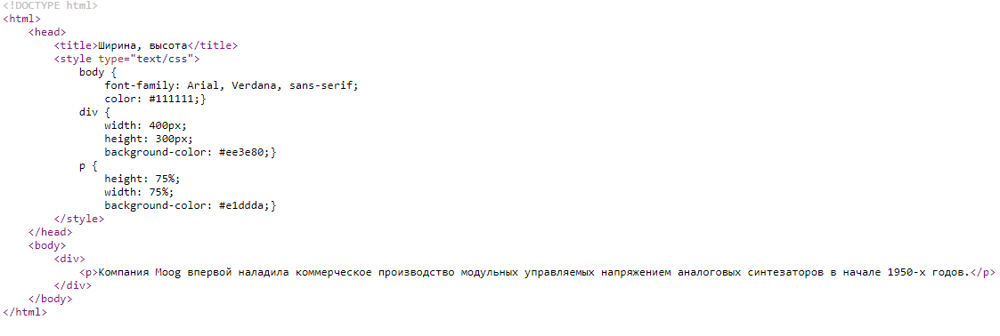 <!DOCTYPE html>
<html>
    <head>
        <title>Ширина, высота</title>
        <style type="text/css">
            body {
                font-family: Arial, Verdana, sans-serif;
                color: #111111;}
            div {
                width: 400px;
                height: 300px;
                background-color: #ee3e80;}
            p {
                height: 75%;
                width: 75%;
                background-color: #e1ddda;}
        </style>
    </head>
    <body>
        <div>
            <p>Компания Moog впервой наладила коммерческое производство модульных управляемых напряжением аналоговых синтезаторов в начале 1950-х годов.</p>
        </div>
    </body>
</html>